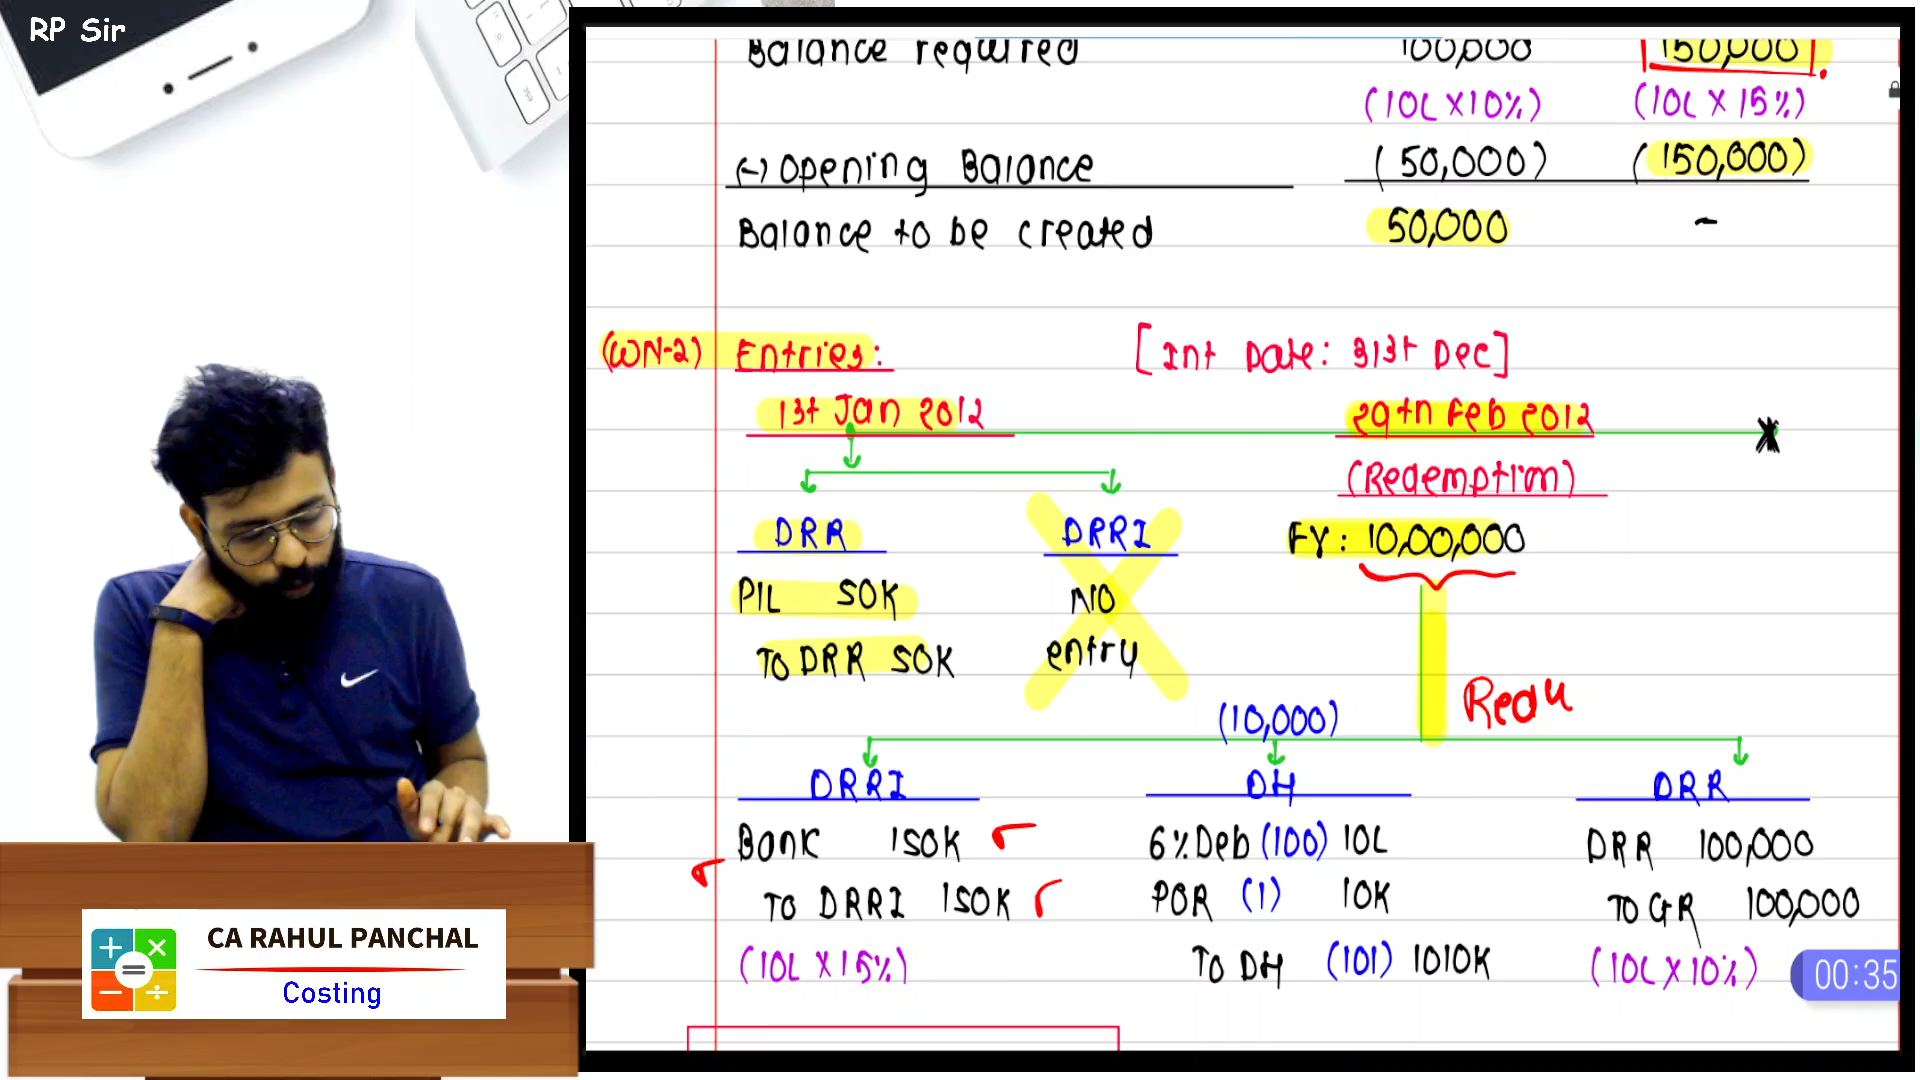 RP Sir
Balance required 100,000 150,000
(10L X10%) (10L X 15%)
(-) Opening Balance (50,000) (150,000)
Balance to be created 50,000 -
(WN-2) Entries: [Int Date: 31st Dec]
1st Jan 2012 29th Feb 2012
(Redemption)
DRR DRRI FV: 10,00,000
P/L 50K NO
TO DRR 50K entry
(10,000) Redu
DRRI DH DRR
Bank 150K 6% Deb (100) 10L DRR 100,000
TO DRRI 150K POR (1) 10K TO GR 100,000
(10L X15%) TO DH (101) 1010K (10L X 10%)
CA RAHUL PANCHAL
Costing
00:35